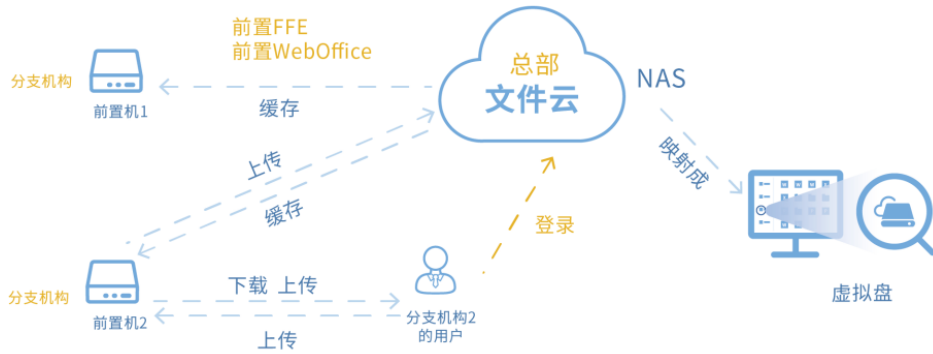 前置FFE
前置WebOffice
总部
文件云
NAS
分支机构
前置机1
缓存
上传
缓存
映射成
登录
分支机构
前置机2
下载 上传
上传
分支机构2
的用户
虚拟盘